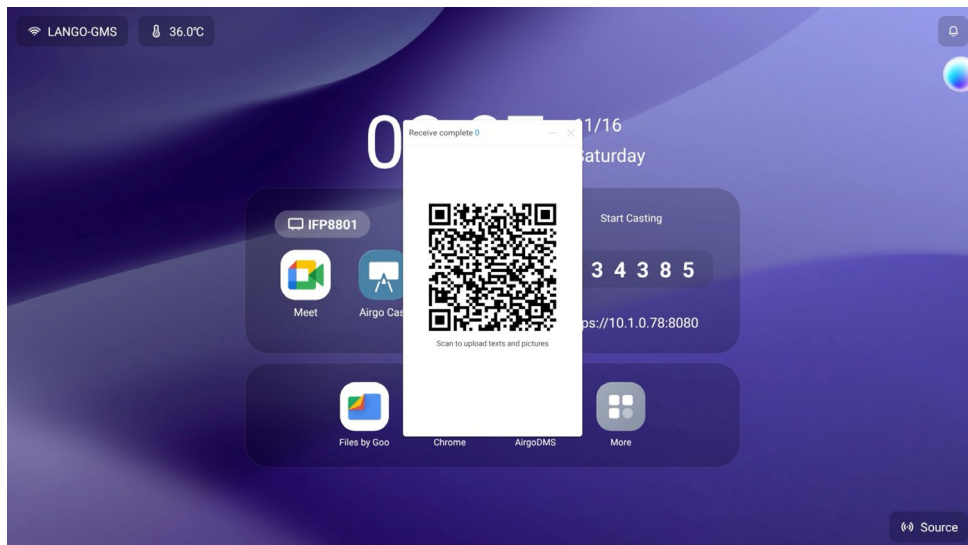 LANGO-GMS
36.0℃
11/16
Saturday
Receive complete 0
IFP8801
Start Casting
3 4 3 8 5
Meet
Airgo Cas
ps://10.1.0.78:8080
Scan to upload texts and pictures
Files by Goo
Chrome
AirgoDMS
More
Source